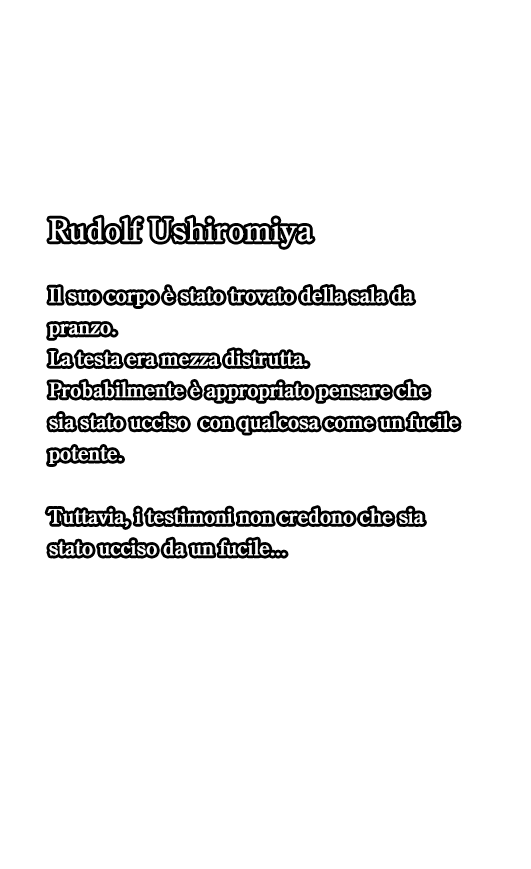 Rudolf Ushiromiya
Il suo corpo è stato trovato della sala da
pranzo.
La testa era mezza distrutta.
Probabilmente è appropriato pensare che
sia stato ucciso  con qualcosa come un fucile
potente.
Tuttavia, i testimoni non credono che sia
stato ucciso da un fucile...